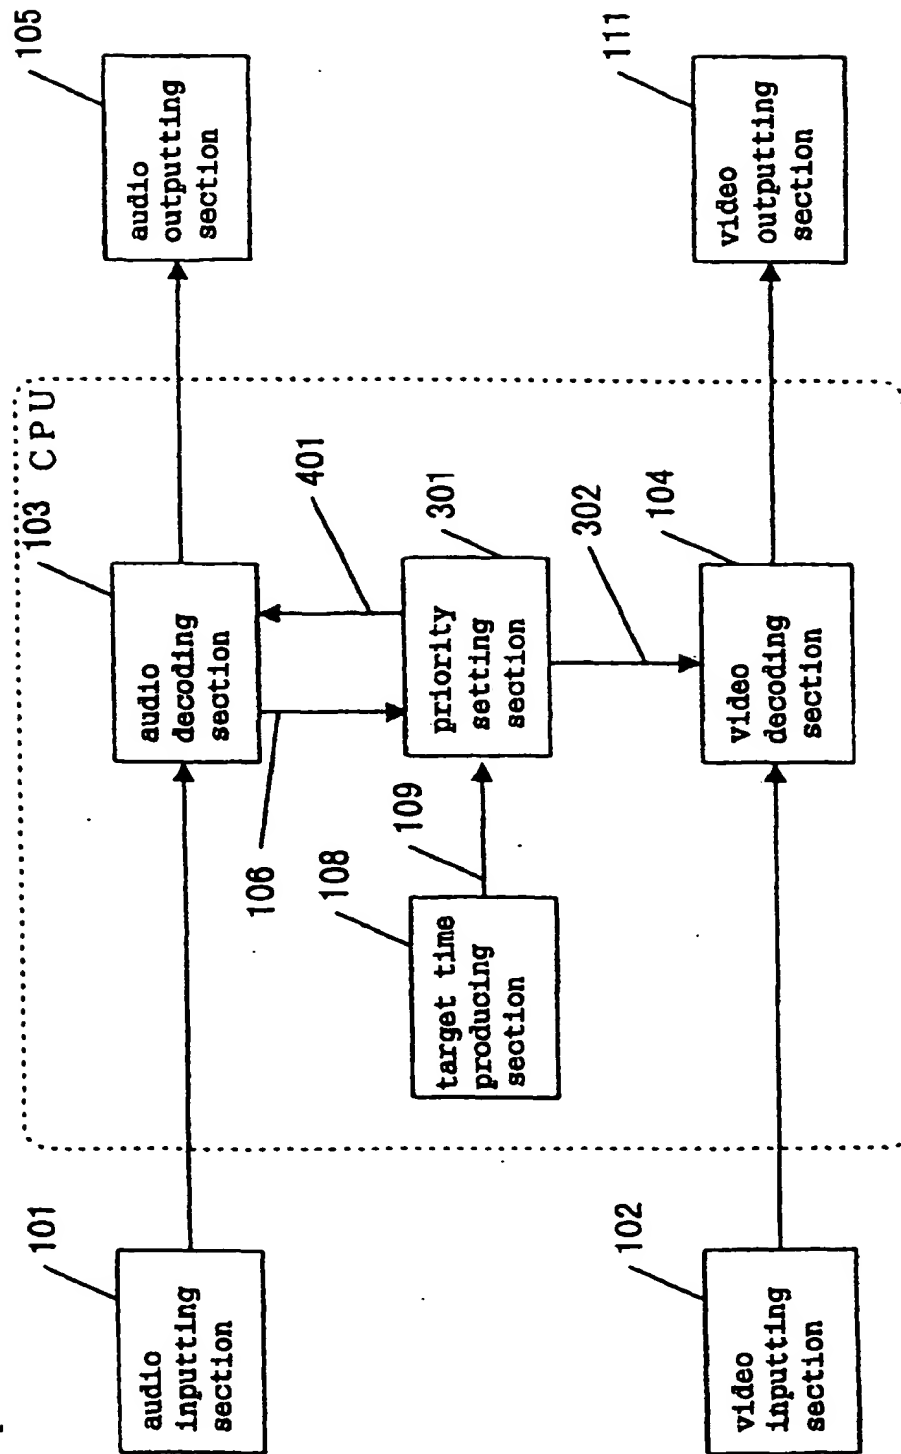 101
audio
inputting
section
103 CPU
audio
decoding
section
105
audio
outputting
section
106
401
108
target time
producing
section
109
301
priority
setting
section
302
102
video
inputting
section
104
video
decoding
section
111
video
outputting
section